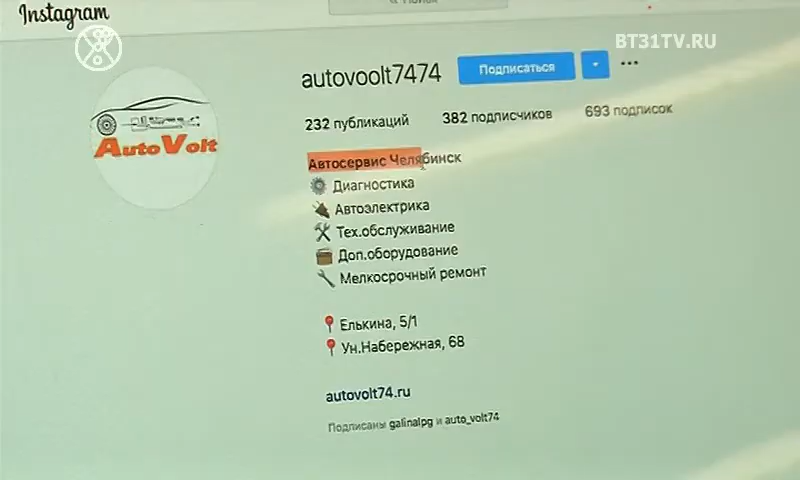 Instagram
Поиск
BT31TV.RU
autovoolt7474 Подписаться
232 публикаций 382 подписчиков 693 подписок
AutoVolt
Автосервис Челябинск
Диагностика
Автоэлектрика
Тех.обслуживание
Доп.оборудование
Мелкосрочный ремонт
Елькина, 5/1
Ун.Набережная, 68
autovolt74.ru
Подписаны galinalpg и auto_volt74